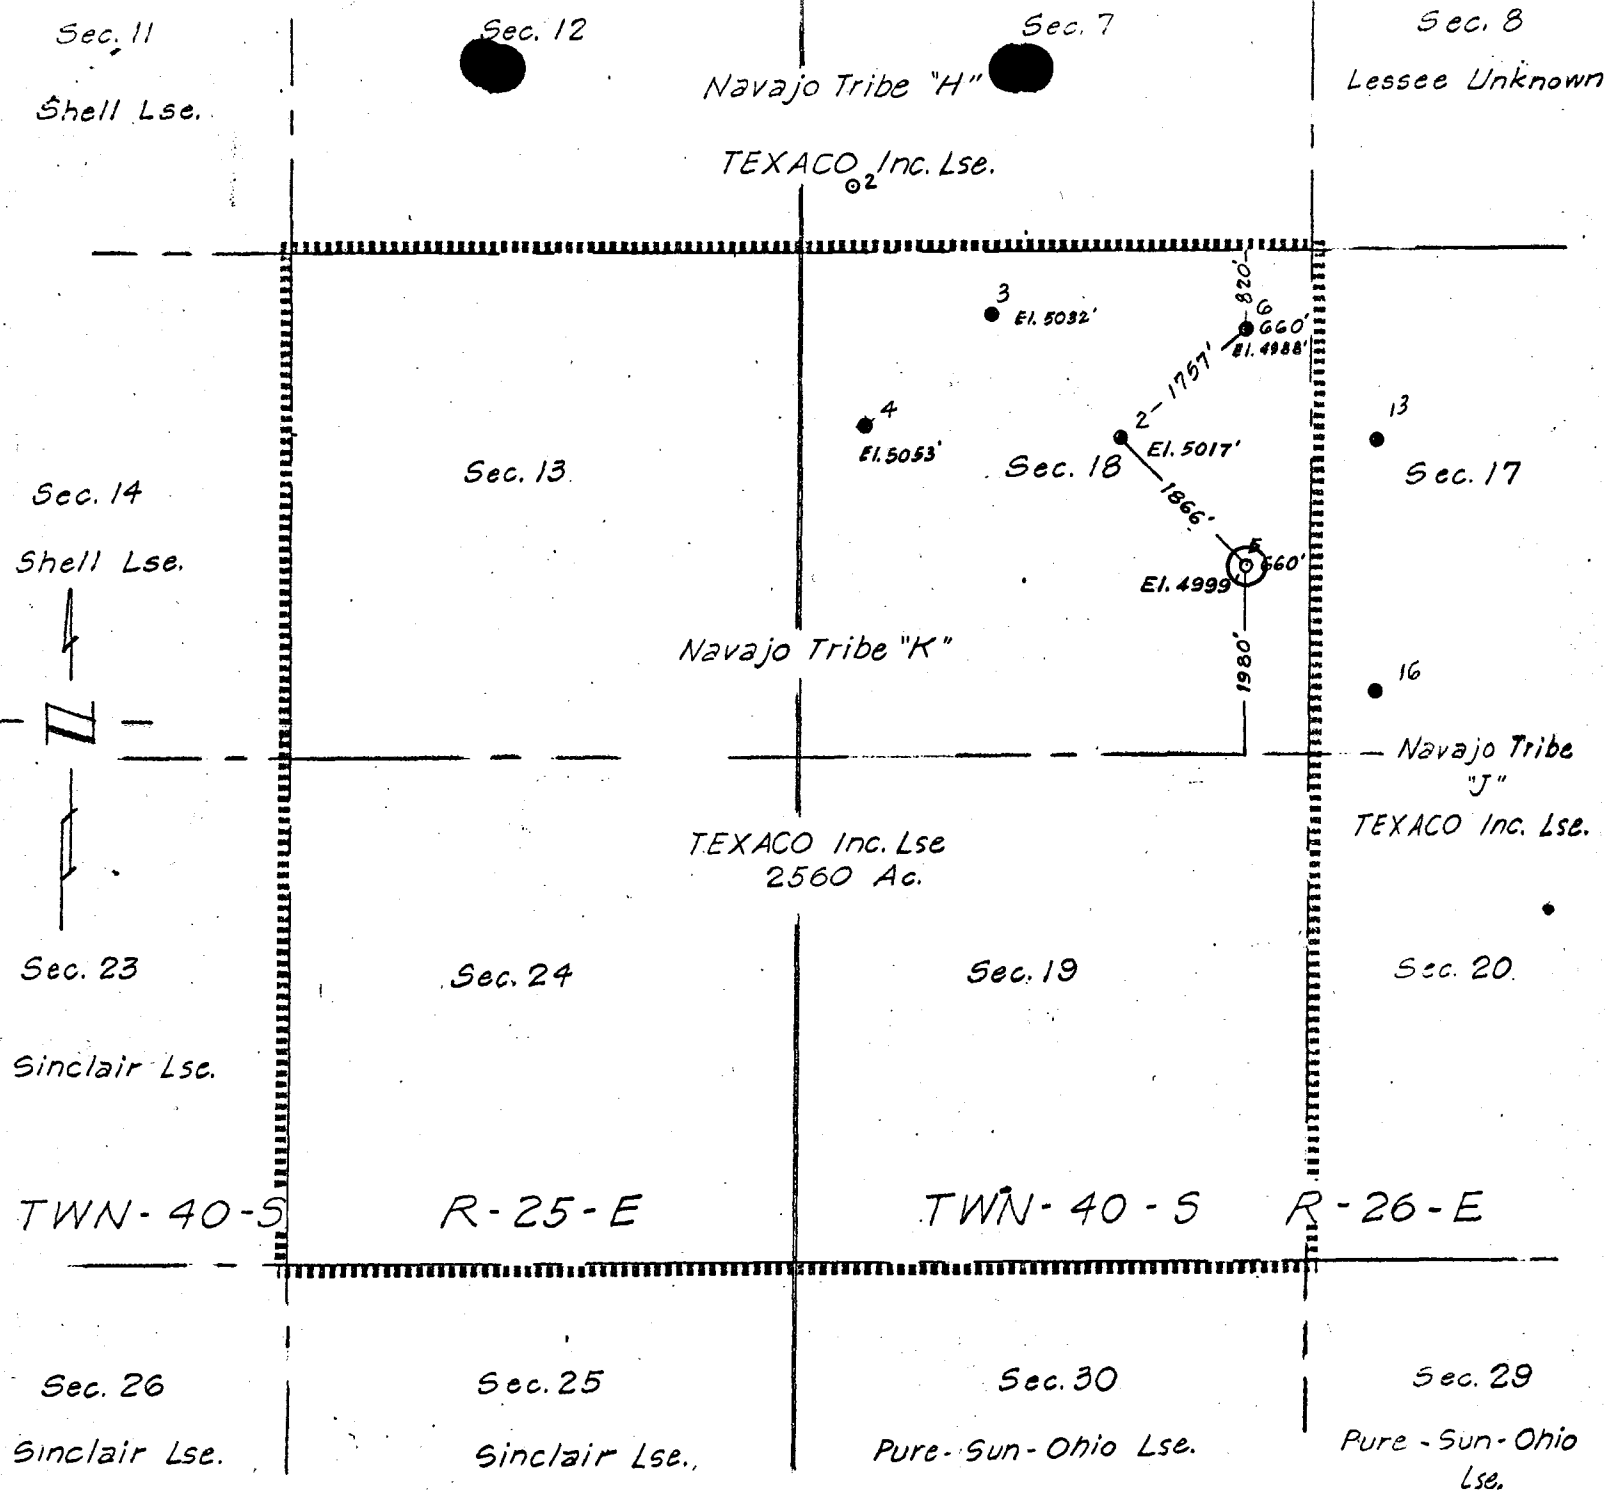 Sec. 11
Sec. 12
Sec. 7
Sec. 8
Shell Lse.
Navajo Tribe "H"
Lessee Unknown
TEXACO Inc. Lse.
2
820'
3
El. 5032'
6
660'
El. 4988'
1757'
4
El. 5053'
2
El. 5017'
13
Sec. 14
Sec. 13
Sec. 18
Sec. 17
1866'
Shell Lse.
5
660'
El. 4999'
1980'
Navajo Tribe "K"
16
N
Navajo Tribe
"J"
TEXACO Inc. Lse.
TEXACO Inc. Lse
2560 Ac.
Sec. 23
Sec. 24
Sec. 19
Sec. 20
Sinclair Lse.
TWN-40-S
R-25-E
TWN-40-S
R-26-E
Sec. 26
Sec. 25
Sec. 30
Sec. 29
Sinclair Lse.
Sinclair Lse.
Pure-Sun-Ohio Lse.
Pure-Sun-Ohio
Lse.